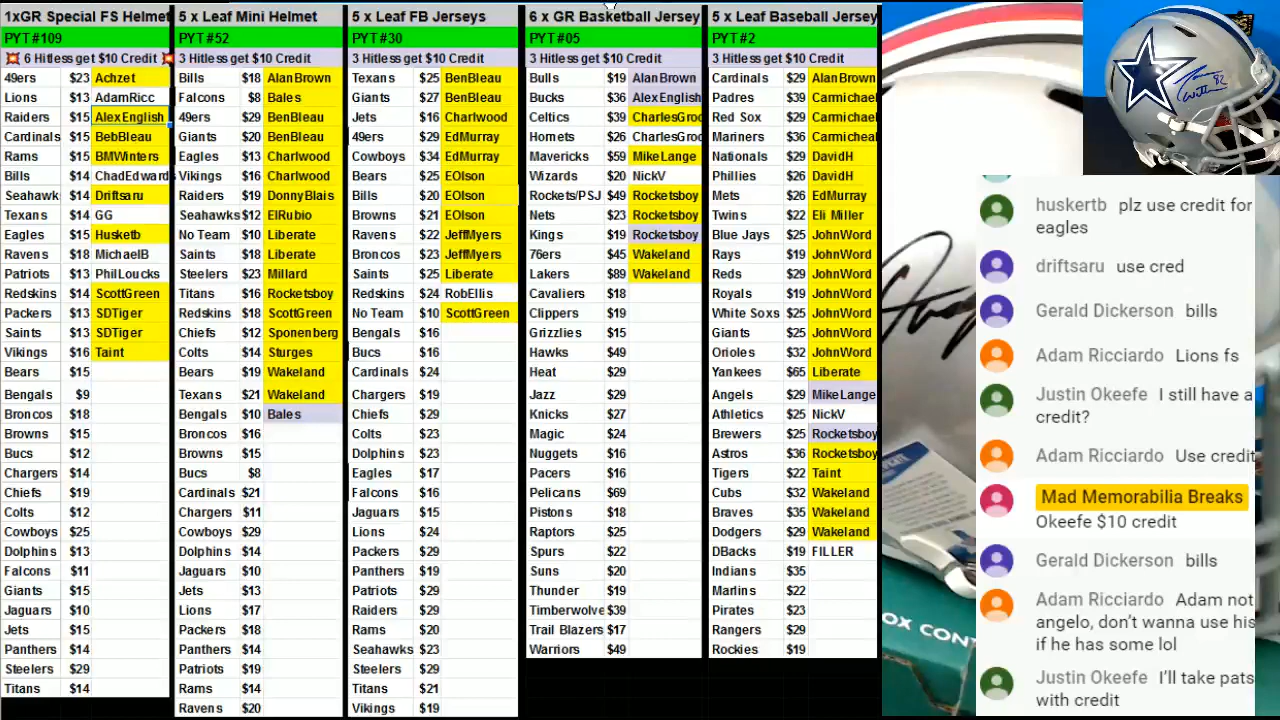 1xGR Special FS Helmet
PYT#109
💥 6 Hitless get $10 Credit 💥
49ers $23 Achzet
Lions $13 AdamRicc
Raiders $15 AlexEnglish
Cardinals $15 BebBleau
Rams $15 BMWinters
Bills $14 ChadEdwards
Seahawk $14 Driftsaru
Texans $14 GG
Eagles $15 Husketb
Ravens $18 MichaelB
Patriots $13 PhilLoucks
Redskins $14 ScottGreen
Packers $13 SDTiger
Saints $13 SDTiger
Vikings $16 Taint
Bears $15
Bengals $9
Broncos $18
Browns $15
Bucs $12
Chargers $14
Chiefs $19
Colts $12
Cowboys $25
Dolphins $13
Falcons $11
Giants $15
Jaguars $10
Jets $15
Panthers $14
Steelers $29
Titans $14
5 x Leaf Mini Helmet
PYT#52
3 Hitless get $10 Credit
Bills $18 AlanBrown
Falcons $8 Bales
49ers $29 BenBleau
Giants $20 BenBleau
Eagles $13 Charlwood
Vikings $16 Charlwood
Raiders $19 DonnyBlais
Seahawks $12 ElRubio
No Team $10 Liberate
Saints $18 Liberate
Steelers $23 Millard
Titans $16 Rocketsboy
Redskins $18 ScottGreen
Chiefs $12 Sponenberg
Colts $14 Sturges
Bears $19 Wakeland
Texans $21 Wakeland
Bengals $10 Bales
Broncos $16
Browns $15
Bucs $8
Cardinals $21
Chargers $11
Cowboys $29
Dolphins $14
Jaguars $10
Jets $13
Lions $17
Packers $18
Panthers $14
Patriots $19
Rams $14
Ravens $20
5 x Leaf FB Jerseys
PYT#30
3 Hitless get $10 Credit
Texans $25 BenBleau
Giants $27 BenBleau
Jets $16 Charlwood
49ers $29 EdMurray
Cowboys $34 EdMurray
Bears $25 EOlson
Bills $20 EOlson
Browns $21 EOlson
Ravens $22 JeffMyers
Broncos $23 JeffMyers
Saints $25 Liberate
Redskins $24 RobEllis
No Team $10 ScottGreen
Bengals $16
Bucs $16
Cardinals $24
Chargers $19
Chiefs $29
Colts $23
Dolphins $23
Eagles $17
Falcons $16
Jaguars $15
Lions $24
Packers $29
Panthers $19
Patriots $29
Raiders $29
Rams $20
Seahawks $23
Steelers $29
Titans $21
Vikings $19
6 x GR Basketball Jersey
PYT#05
3 Hitless get $10 Credit
Bulls $19 AlanBrown
Bucks $36 AlexEnglish
Celtics $39 CharlesGroo
Hornets $26 CharlesGroo
Mavericks $59 MikeLange
Wizards $20 NickV
Rockets/PSJ $49 Rocketsboy
Nets $23 Rocketsboy
Kings $19 Rocketsboy
76ers $45 Wakeland
Lakers $89 Wakeland
Cavaliers $18
Clippers $19
Grizzlies $15
Hawks $49
Heat $29
Jazz $29
Knicks $27
Magic $24
Nuggets $16
Pacers $16
Pelicans $69
Pistons $18
Raptors $25
Spurs $22
Suns $20
Thunder $19
Timberwolve $39
Trail Blazers $17
Warriors $49
5 x Leaf Baseball Jersey
PYT#2
3 Hitless get $10 Credit
Cardinals $29 AlanBrown
Padres $39 Carmichael
Red Sox $29 Carmichael
Mariners $36 Carmicheal
Nationals $29 DavidH
Phillies $26 DavidH
Mets $26 EdMurray
Twins $22 Eli Miller
Blue Jays $25 JohnWord
Rays $19 JohnWord
Reds $29 JohnWord
Royals $19 JohnWord
White Soxs $25 JohnWord
Giants $25 JohnWord
Orioles $32 JohnWord
Yankees $65 Liberate
Angels $29 MikeLange
Athletics $25 NickV
Brewers $25 Rocketsboy
Astros $36 Rocketsboy
Tigers $22 Taint
Cubs $32 Wakeland
Braves $35 Wakeland
Dodgers $29 Wakeland
DBacks $19 FILLER
Indians $35
Marlins $22
Pirates $23
Rangers $29
Rockies $19
huskertb plz use credit for
eagles
driftsaru use cred
Gerald Dickerson bills
Adam Ricciardo Lions fs
Justin Okeefe I still have a
credit?
Adam Ricciardo Use credit
Mad Memorabilia Breaks
Okeefe $10 credit
Gerald Dickerson bills
Adam Ricciardo Adam not
angelo, don't wanna use his
if he has some lol
Justin Okeefe I'll take pats
with credit
OX CON